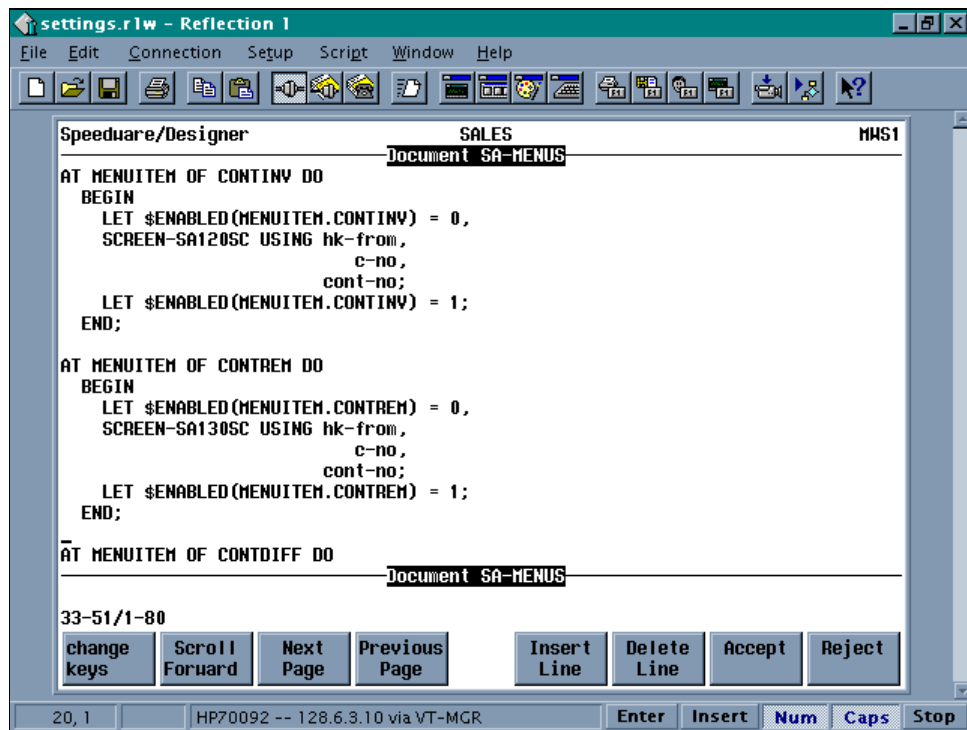 settings.r1w - Reflection 1
File Edit Connection Setup Script Window Help
Speedware/Designer SALES MWS1
Document SA-MENUS
AT MENUITEM OF CONTINV DO
BEGIN
LET $ENABLED(MENUITEM.CONTINV) = 0,
SCREEN-SA120SC USING hk-from,
c-no,
cont-no;
LET $ENABLED(MENUITEM.CONTINV) = 1;
END;
AT MENUITEM OF CONTREM DO
BEGIN
LET $ENABLED(MENUITEM.CONTREM) = 0,
SCREEN-SA130SC USING hk-from,
c-no,
cont-no;
LET $ENABLED(MENUITEM.CONTREM) = 1;
END;
AT MENUITEM OF CONTDIFF DO
Document SA-MENUS
33-51/1-80
change keys Scroll Forward Next Page Previous Page Insert Line Delete Line Accept Reject
20, 1 HP70092 -- 128.6.3.10 via VT-MGR Enter Insert Num Caps Stop